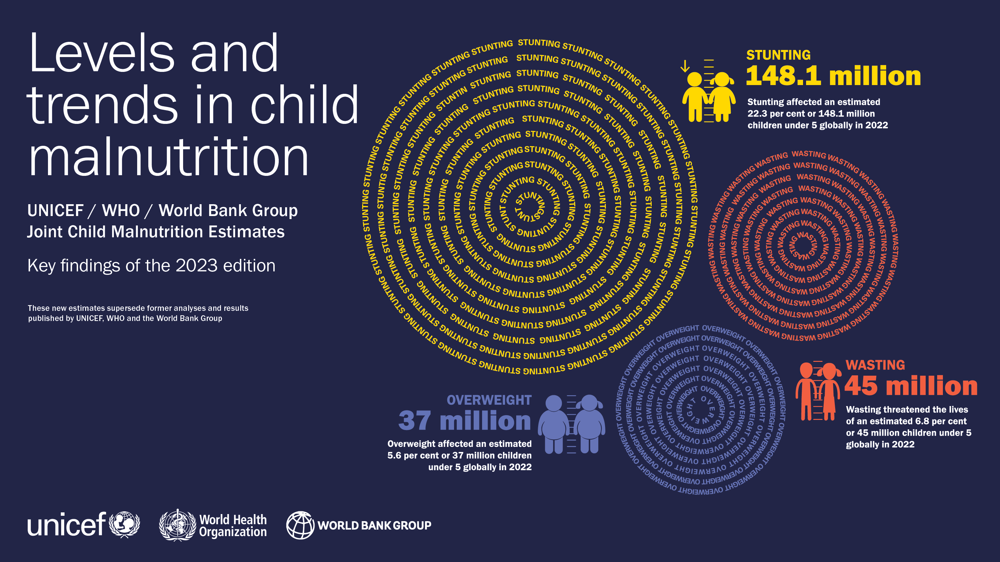 Levels and
trends in child
malnutrition
UNICEF / WHO / World Bank Group
Joint Child Malnutrition Estimates
Key findings of the 2023 edition
These new estimates supersede former analyses and results
published by UNICEF, WHO and the World Bank Group
STUNTING
148.1 million
Stunting affected an estimated
22.3 per cent or 148.1 million
children under 5 globally in 2022
WASTING
45 million
Wasting threatened the lives
of an estimated 6.8 per cent
or 45 million children under 5
globally in 2022
OVERWEIGHT
37 million
Overweight affected an estimated
5.6 per cent or 37 million children
under 5 globally in 2022
STUNTING STUNT
WASTING WASTING
OVERWEIGHT
unicef
World Health
Organization
WORLD BANK GROUP